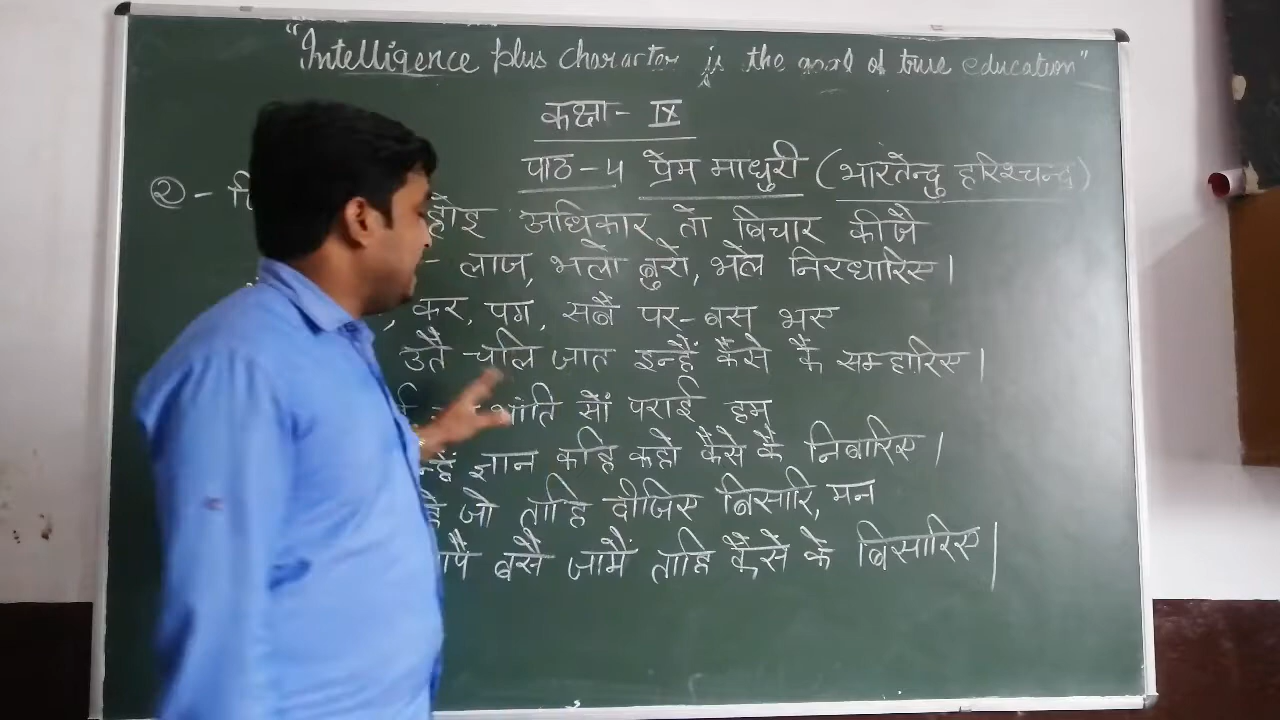 "Intelligence plus character is the goal of true education"
कक्षा - IX
पाठ - 4 प्रेम माधुरी (भारतेन्दु हरिश्चन्द्र)
२ -
होइ अधिकार तो बिचार कीजै
- लाज, भलो बुरो, भले निरधारिए।
, कर, पग, सबै पर-बस भए
उतै चलि जात इन्हैं कैसे कै सम्हारिए।
भांति सों पराई हम
ज्ञान कहि कहो कैसे कै निबारिए।
जो ताहि दीजिए बिसारि, मन
बसै जामैं ताहि कैसे कै बिसारिए।